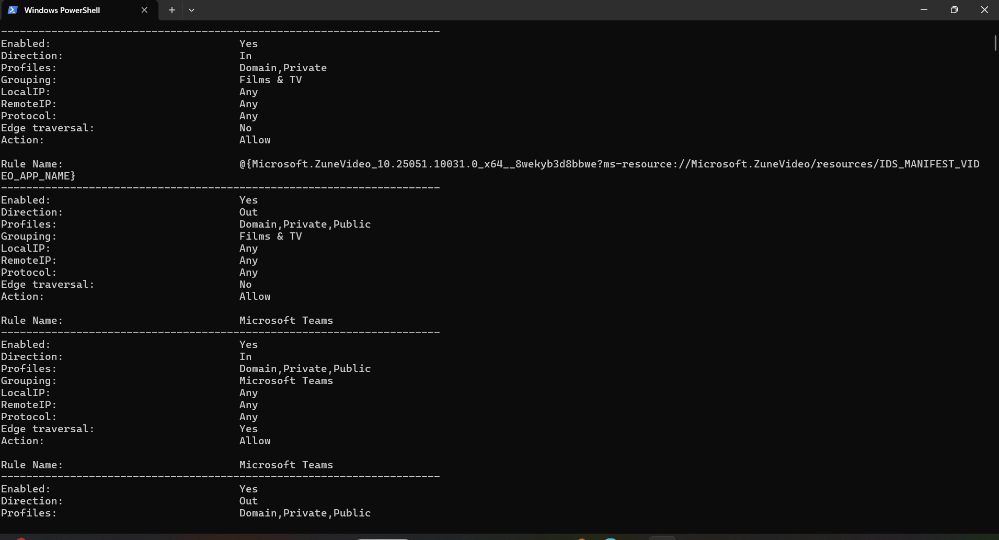 Windows PowerShell
----------------------------------------------------------------------
Enabled:                              Yes
Direction:                            In
Profiles:                             Domain,Private
Grouping:                             Films & TV
LocalIP:                              Any
RemoteIP:                             Any
Protocol:                             Any
Edge traversal:                       No
Action:                               Allow

Rule Name:                            @{Microsoft.ZuneVideo_10.25051.10031.0_x64__8wekyb3d8bbwe?ms-resource://Microsoft.ZuneVideo/resources/IDS_MANIFEST_VID
EO_APP_NAME}
----------------------------------------------------------------------
Enabled:                              Yes
Direction:                            Out
Profiles:                             Domain,Private,Public
Grouping:                             Films & TV
LocalIP:                              Any
RemoteIP:                             Any
Protocol:                             Any
Edge traversal:                       No
Action:                               Allow

Rule Name:                            Microsoft Teams
----------------------------------------------------------------------
Enabled:                              Yes
Direction:                            In
Profiles:                             Domain,Private,Public
Grouping:                             Microsoft Teams
LocalIP:                              Any
RemoteIP:                             Any
Protocol:                             Any
Edge traversal:                       Yes
Action:                               Allow

Rule Name:                            Microsoft Teams
----------------------------------------------------------------------
Enabled:                              Yes
Direction:                            Out
Profiles:                             Domain,Private,Public